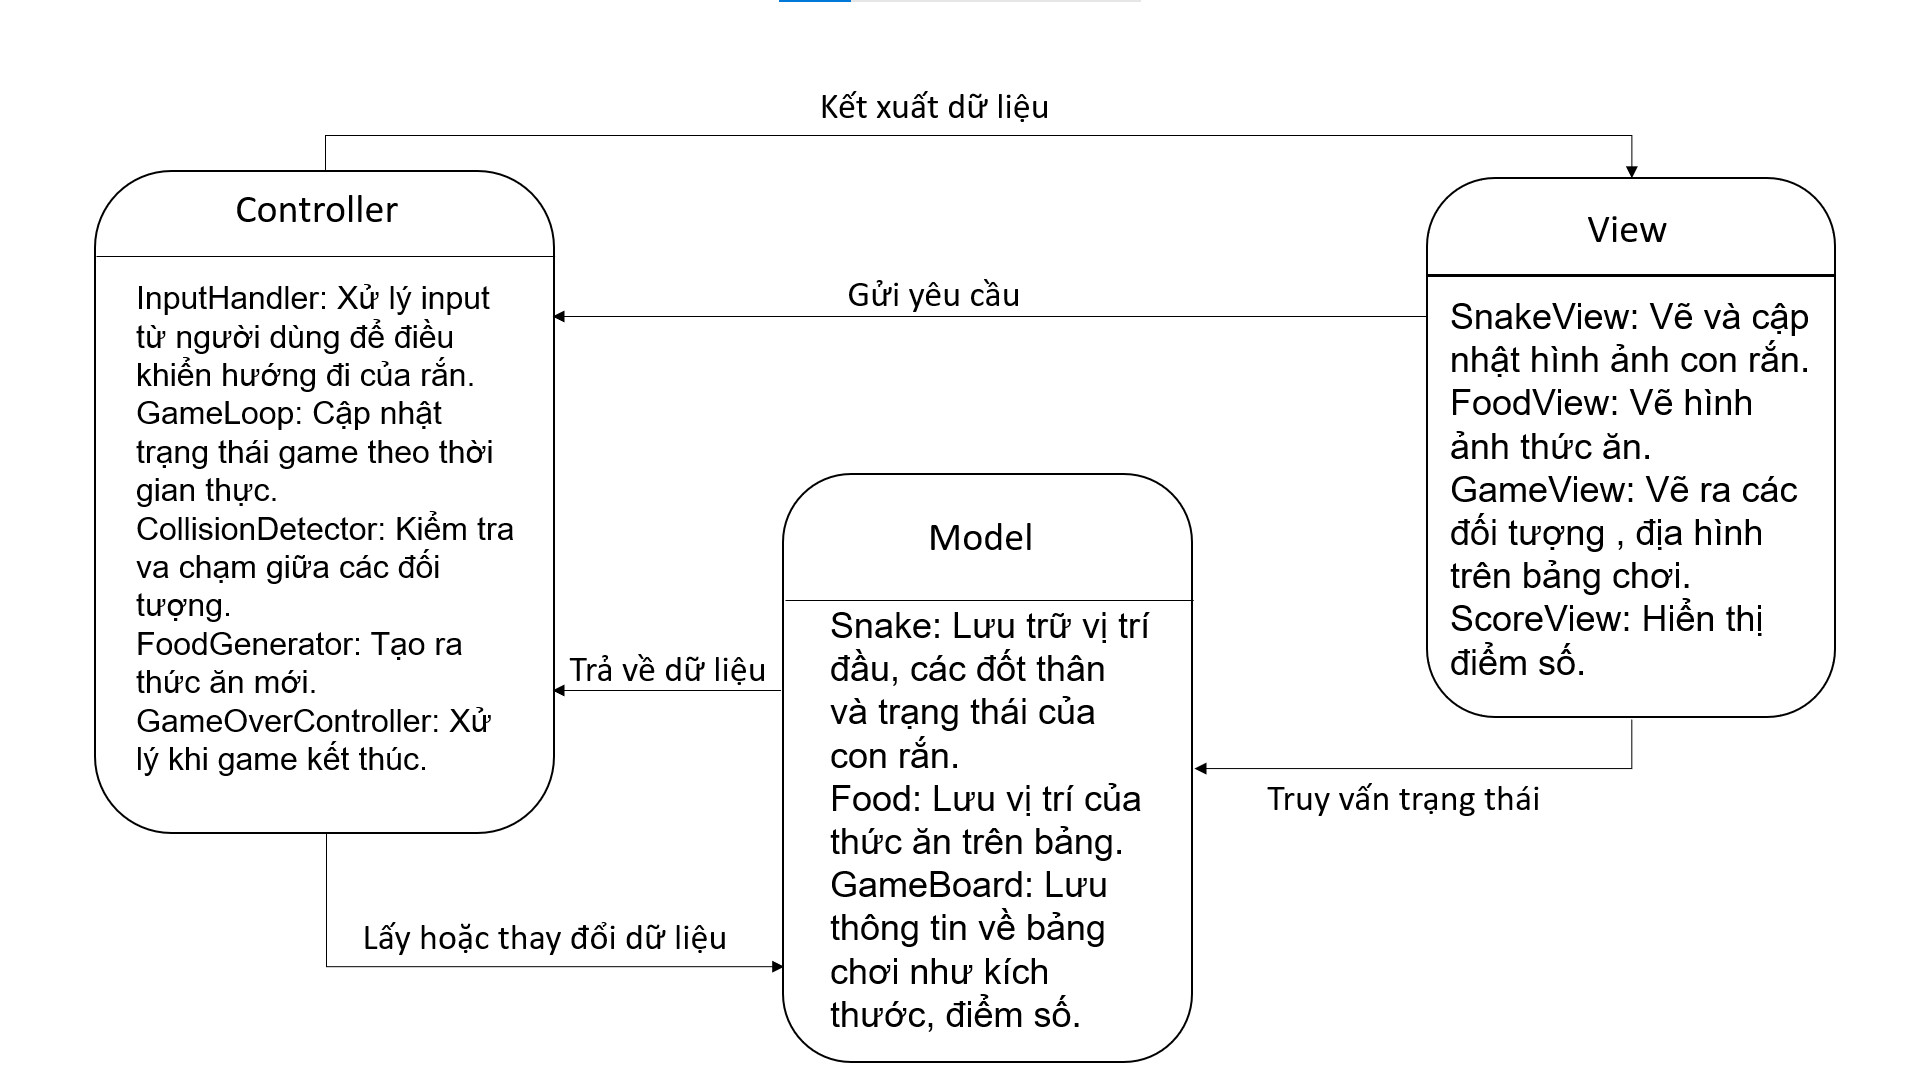 Kết xuất dữ liệu
Controller
InputHandler: Xử lý input
từ người dùng để điều
khiển hướng đi của rắn.
GameLoop: Cập nhật
trạng thái game theo thời
gian thực.
CollisionDetector: Kiểm tra
va chạm giữa các đối
tượng.
FoodGenerator: Tạo ra
thức ăn mới.
GameOverController: Xử
lý khi game kết thúc.
Gửi yêu cầu
View
SnakeView: Vẽ và cập
nhật hình ảnh con rắn.
FoodView: Vẽ hình
ảnh thức ăn.
GameView: Vẽ ra các
đối tượng , địa hình
trên bảng chơi.
ScoreView: Hiển thị
điểm số.
Trả về dữ liệu
Model
Snake: Lưu trữ vị trí
đầu, các đốt thân
và trạng thái của
con rắn.
Food: Lưu vị trí của
thức ăn trên bảng.
GameBoard: Lưu
thông tin về bảng
chơi như kích
thước, điểm số.
Truy vấn trạng thái
Lấy hoặc thay đổi dữ liệu